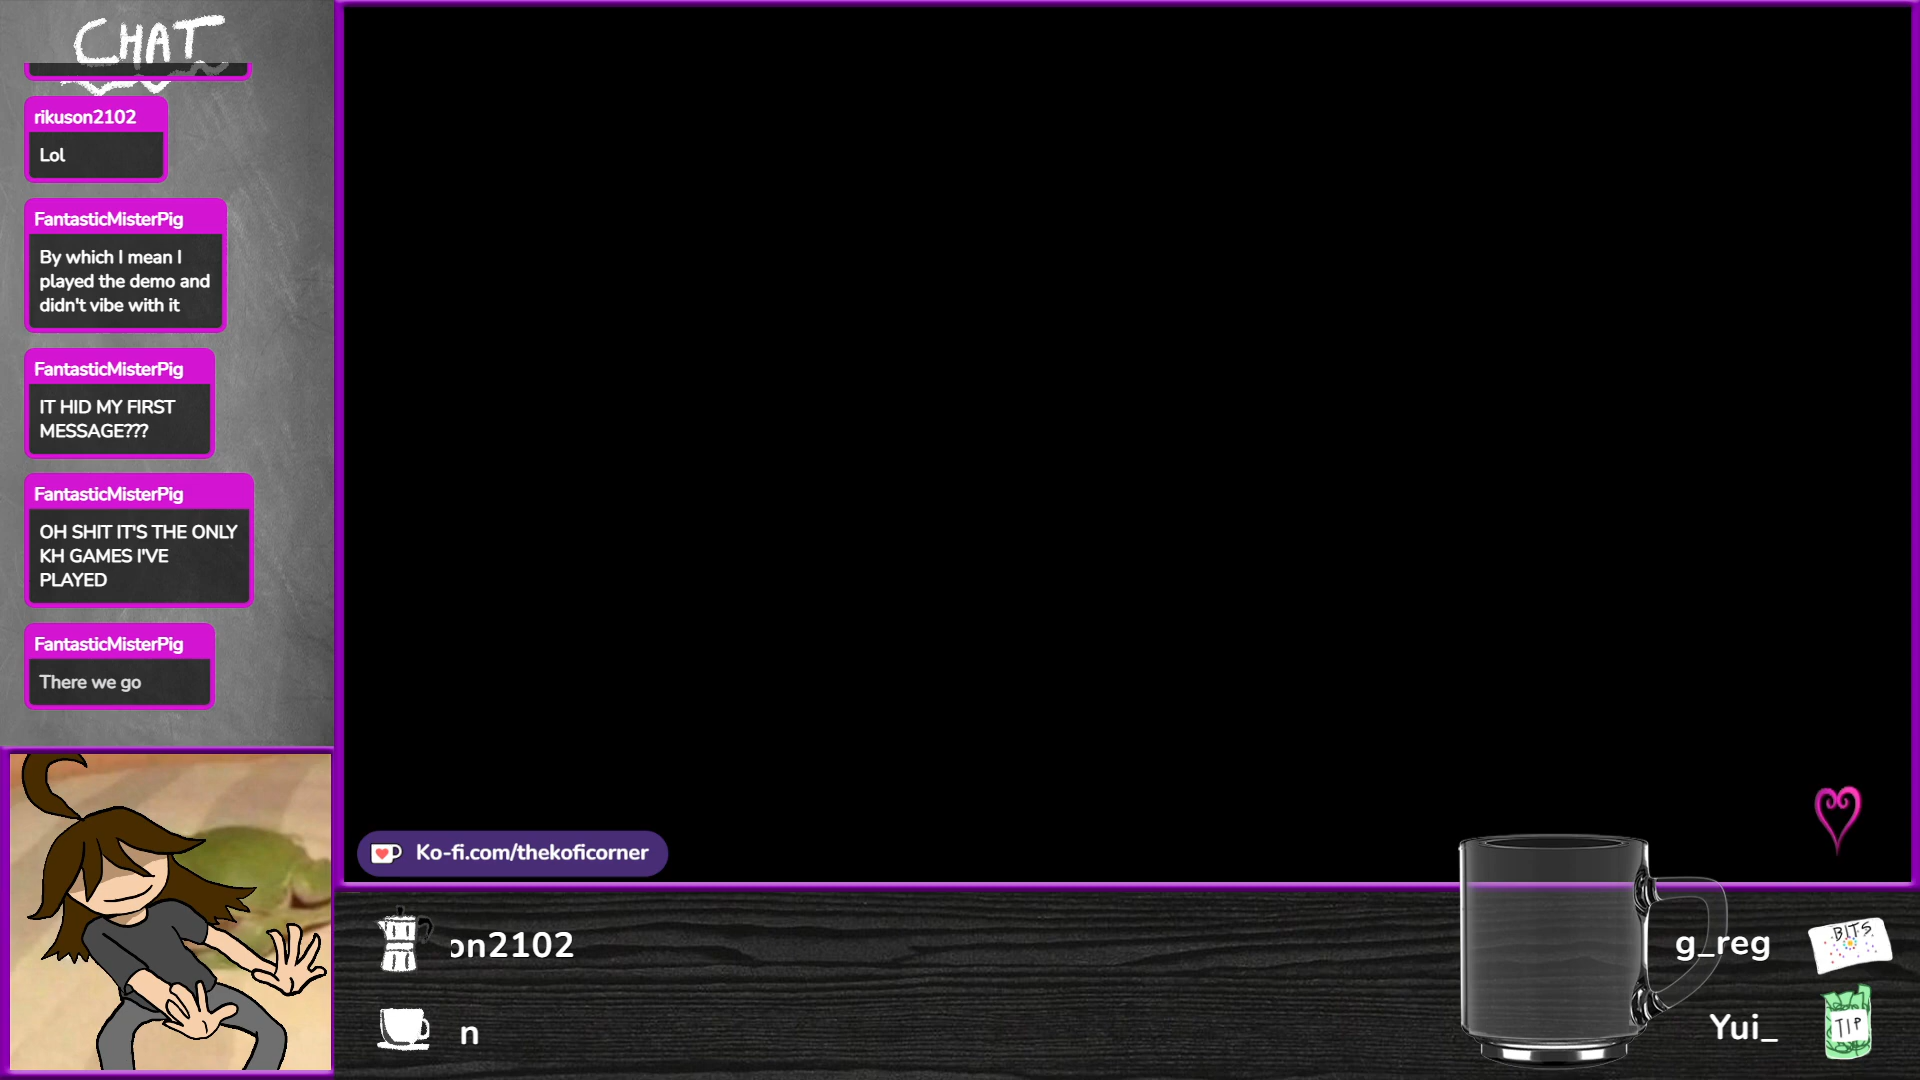 CHAT
rikuson2102
Lol
FantasticMisterPig
By which I mean I
played the demo and
didn't vibe with it
FantasticMisterPig
IT HID MY FIRST
MESSAGE???
FantasticMisterPig
OH SHIT IT'S THE ONLY
KH GAMES I'VE
PLAYED
FantasticMisterPig
There we go
Ko-fi.com/thekoficorner
on2102
n
g_reg
BITS
Yui_
TIP